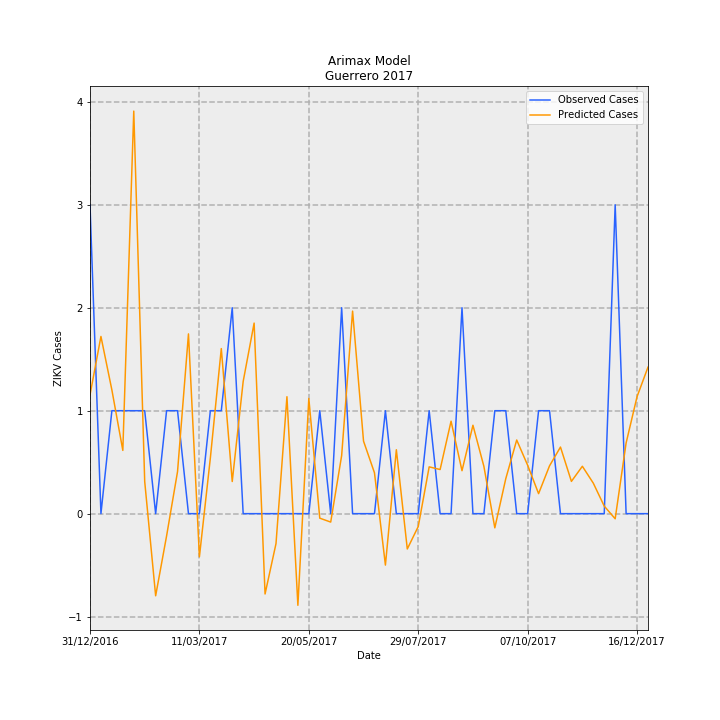 Arimax Model
Guerrero 2017
Observed Cases
Predicted Cases
ZIKV Cases
4
3
2
1
0
−1
31/12/2016
11/03/2017
20/05/2017
29/07/2017
07/10/2017
16/12/2017
Date